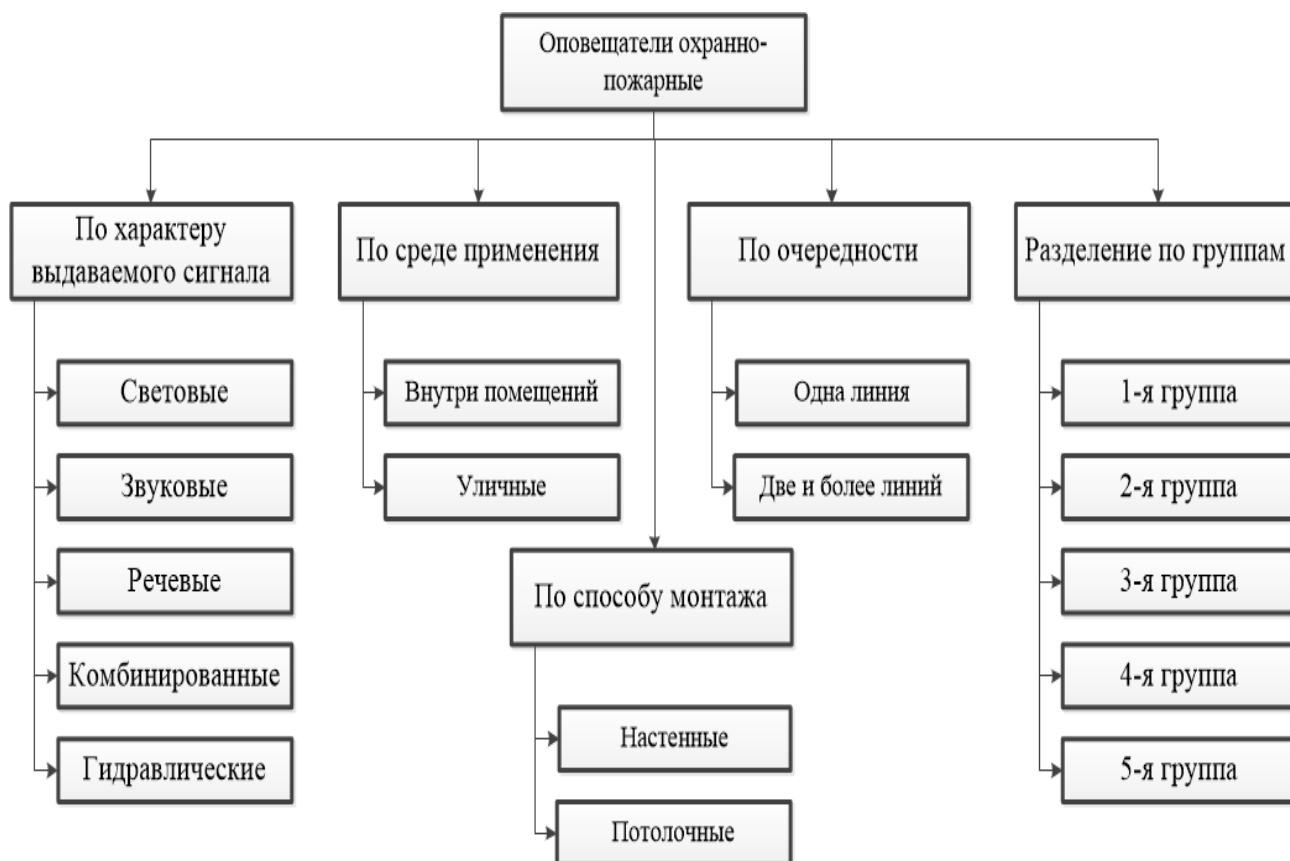 Оповещатели охранно-
пожарные
По характеру
выдаваемого сигнала
Световые
Звуковые
Речевые
Комбинированные
Гидравлические
По среде применения
Внутри помещений
Уличные
По способу монтажа
Настенные
Потолочные
По очередности
Одна линия
Две и более линий
Разделение по группам
1-я группа
2-я группа
3-я группа
4-я группа
5-я группа